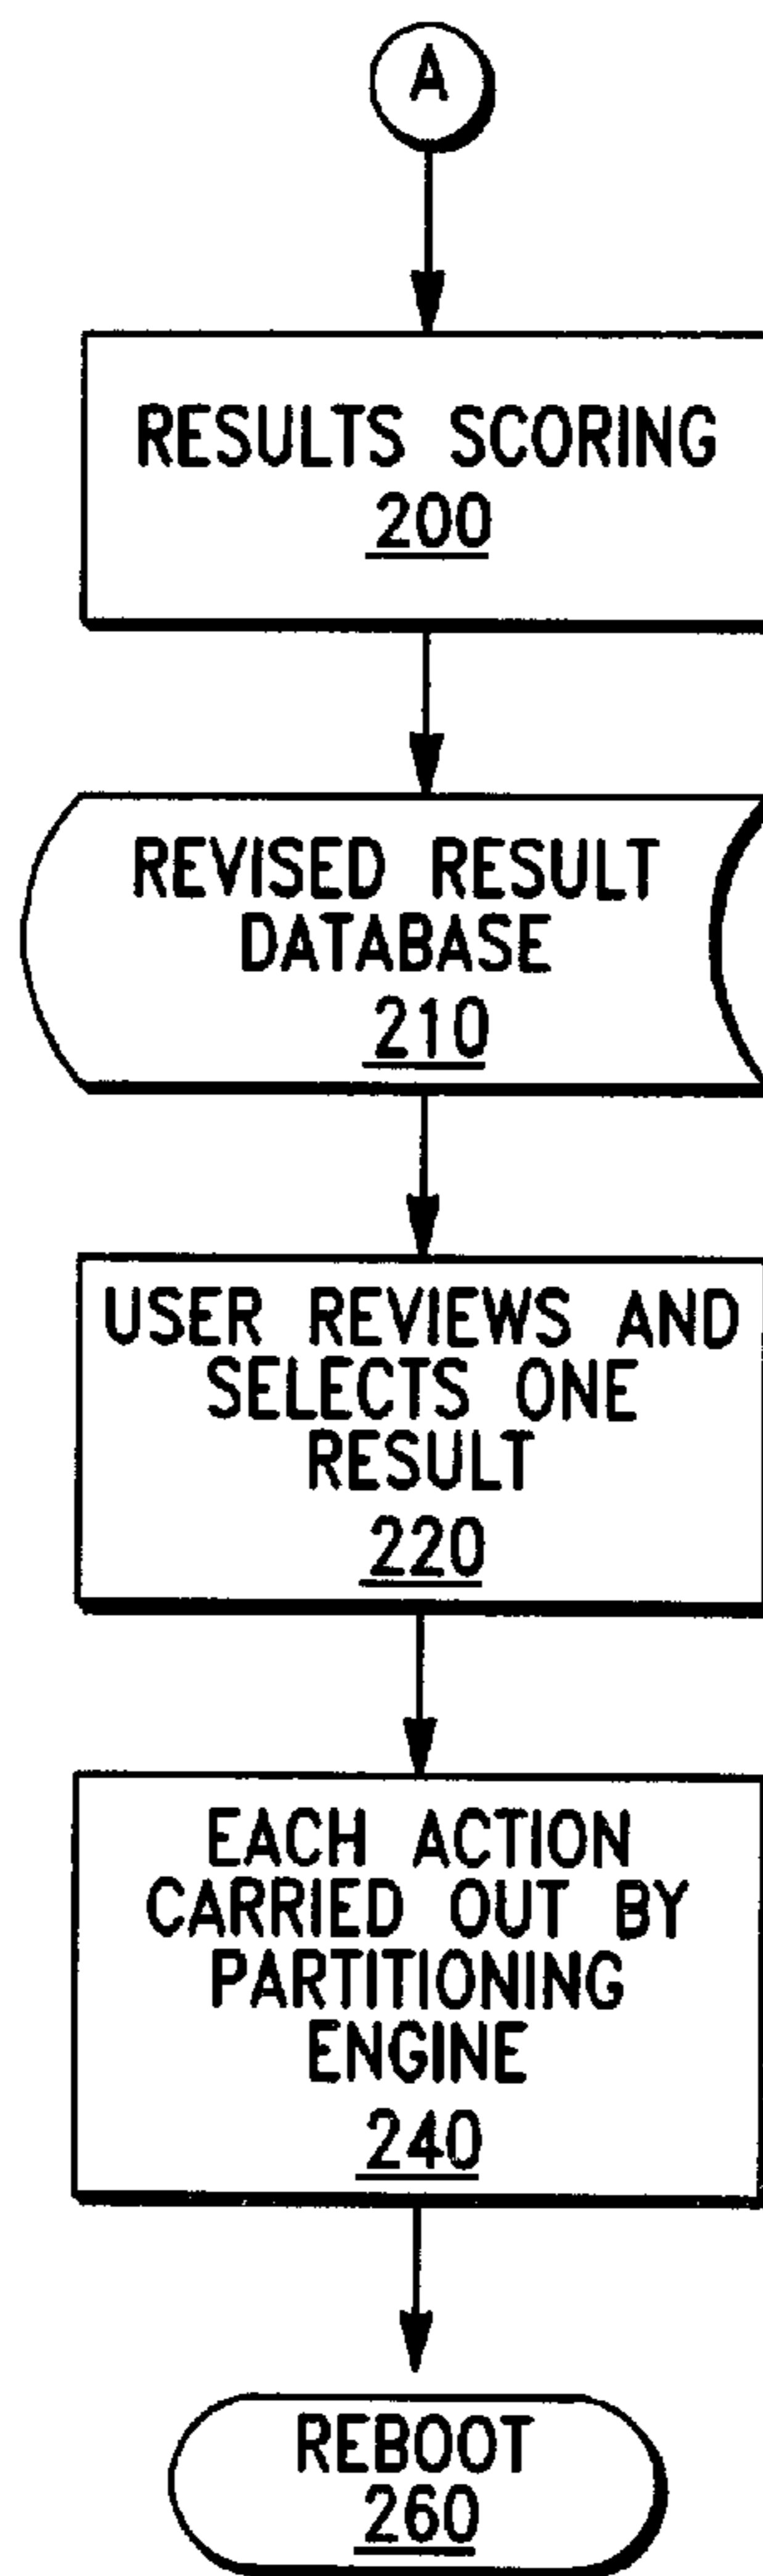 A
RESULTS SCORING
200
REVISED RESULT
DATABASE
210
USER REVIEWS AND
SELECTS ONE
RESULT
220
EACH ACTION
CARRIED OUT BY
PARTITIONING
ENGINE
240
REBOOT
260